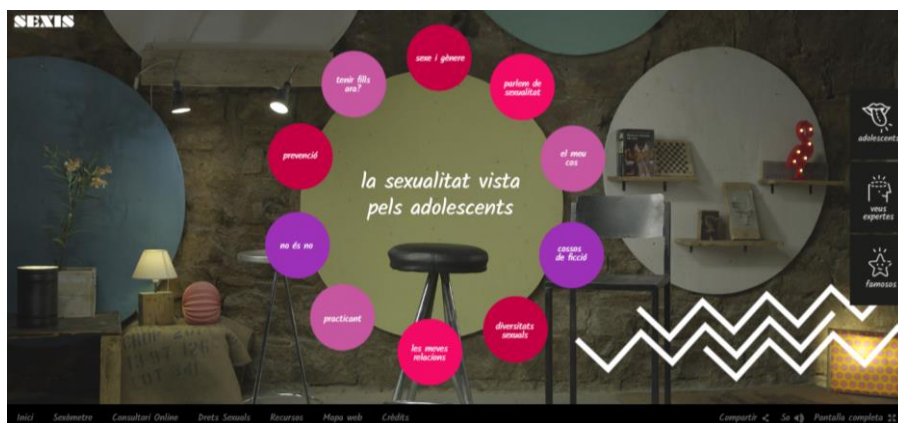 SEXIS
sexe i gènere
parlem de
sexualitat
el meu
cos
cossos
de ficció
diversitats
sexuals
les meves
relacions
practicant
no és no
prevenció
tenir fills
ara?
la sexualitat vista
pels adolescents
adolescents
veus
expertes
famosos
Inici Sexòmetre Consultori Online Drets Sexuals Recursos Mapa web Crèdits
Compartir So Pantalla completa